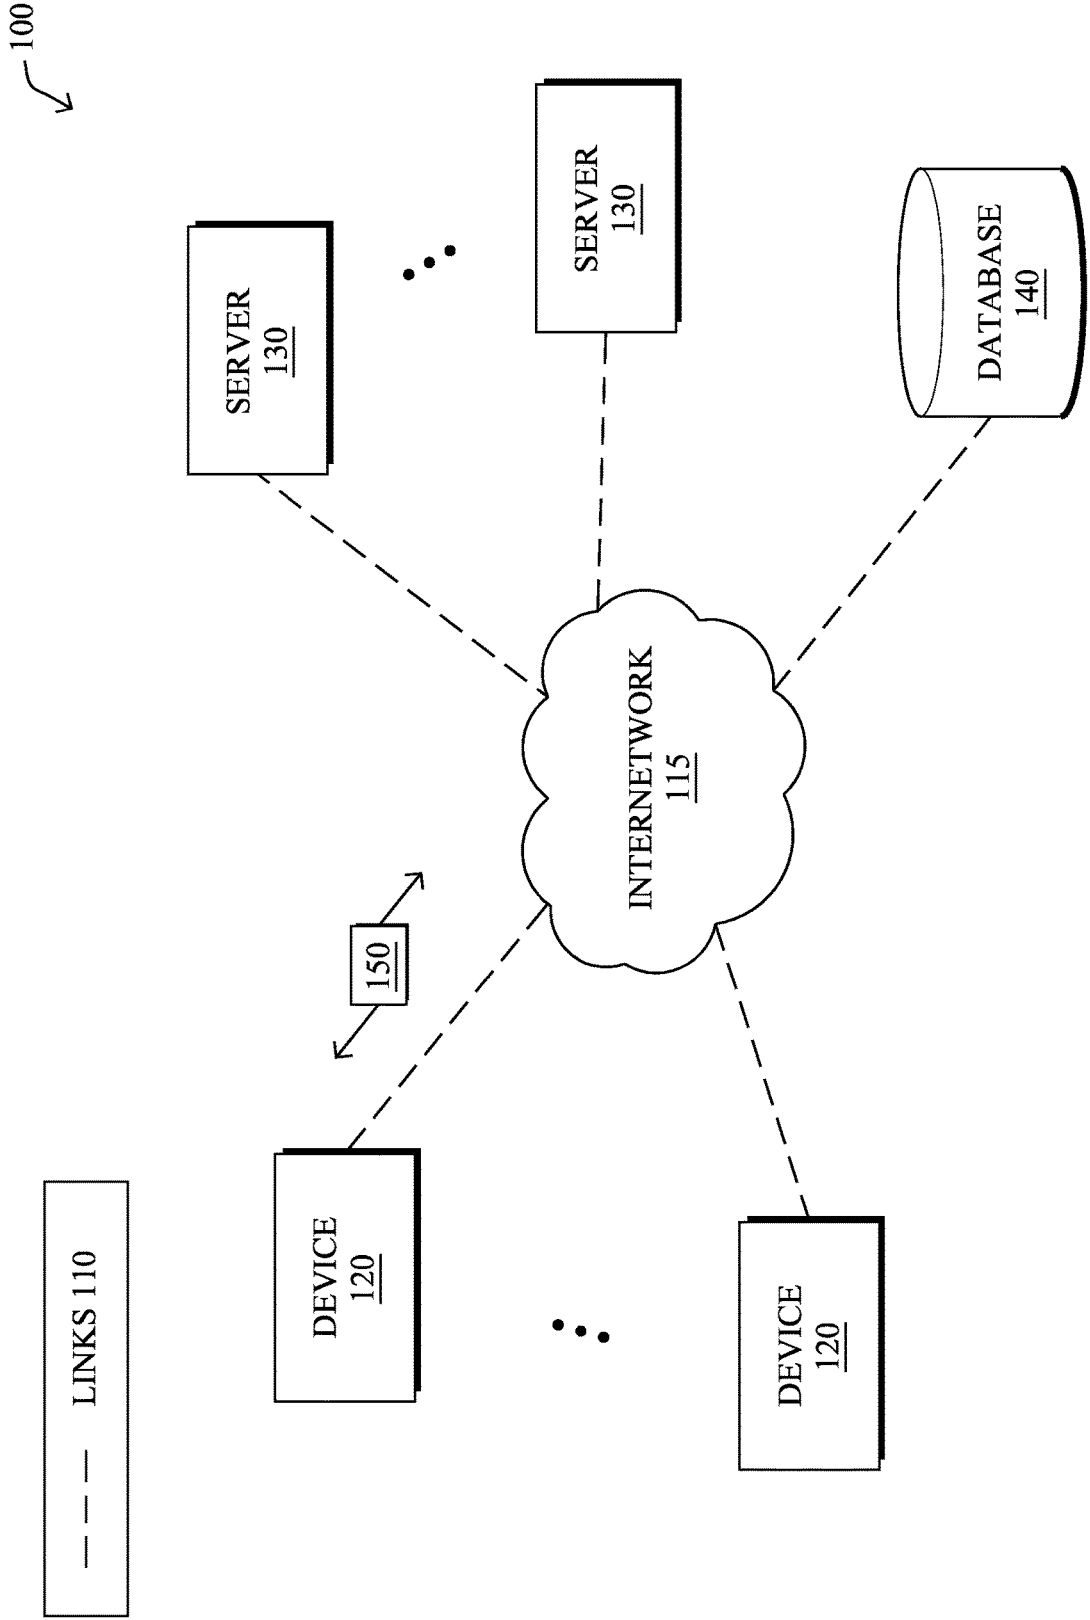 100
LINKS 110
DEVICE
120
150
SERVER
130
INTERNETWORK
115
SERVER
130
DEVICE
120
DATABASE
140